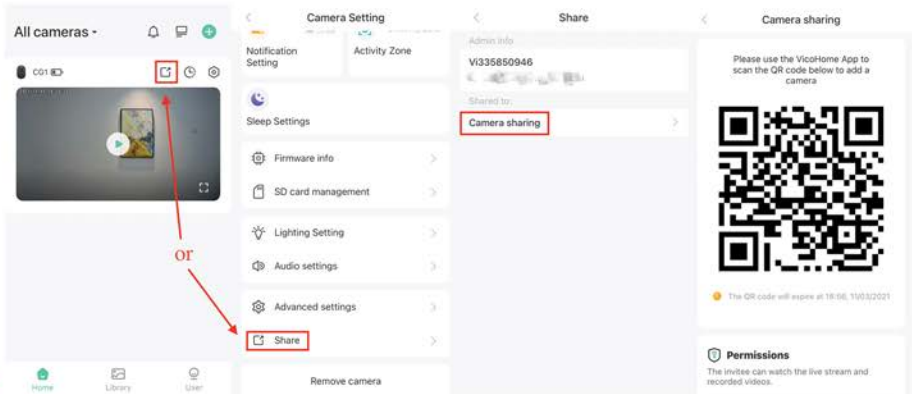 All cameras
CG1
or
Home
Library
User
Camera Setting
Notification
Setting
Activity Zone
Sleep Settings
Firmware info
SD card management
Lighting Setting
Audio settings
Advanced settings
Share
Remove camera
Share
Admin info
Vi335850946
Shared to:
Camera sharing
Camera sharing
Please use the VicoHome App to
scan the QR code below to add a
camera
The QR code will expire at 18:56, 11/03/2021
Permissions
The invitee can watch the live stream and
recorded videos.